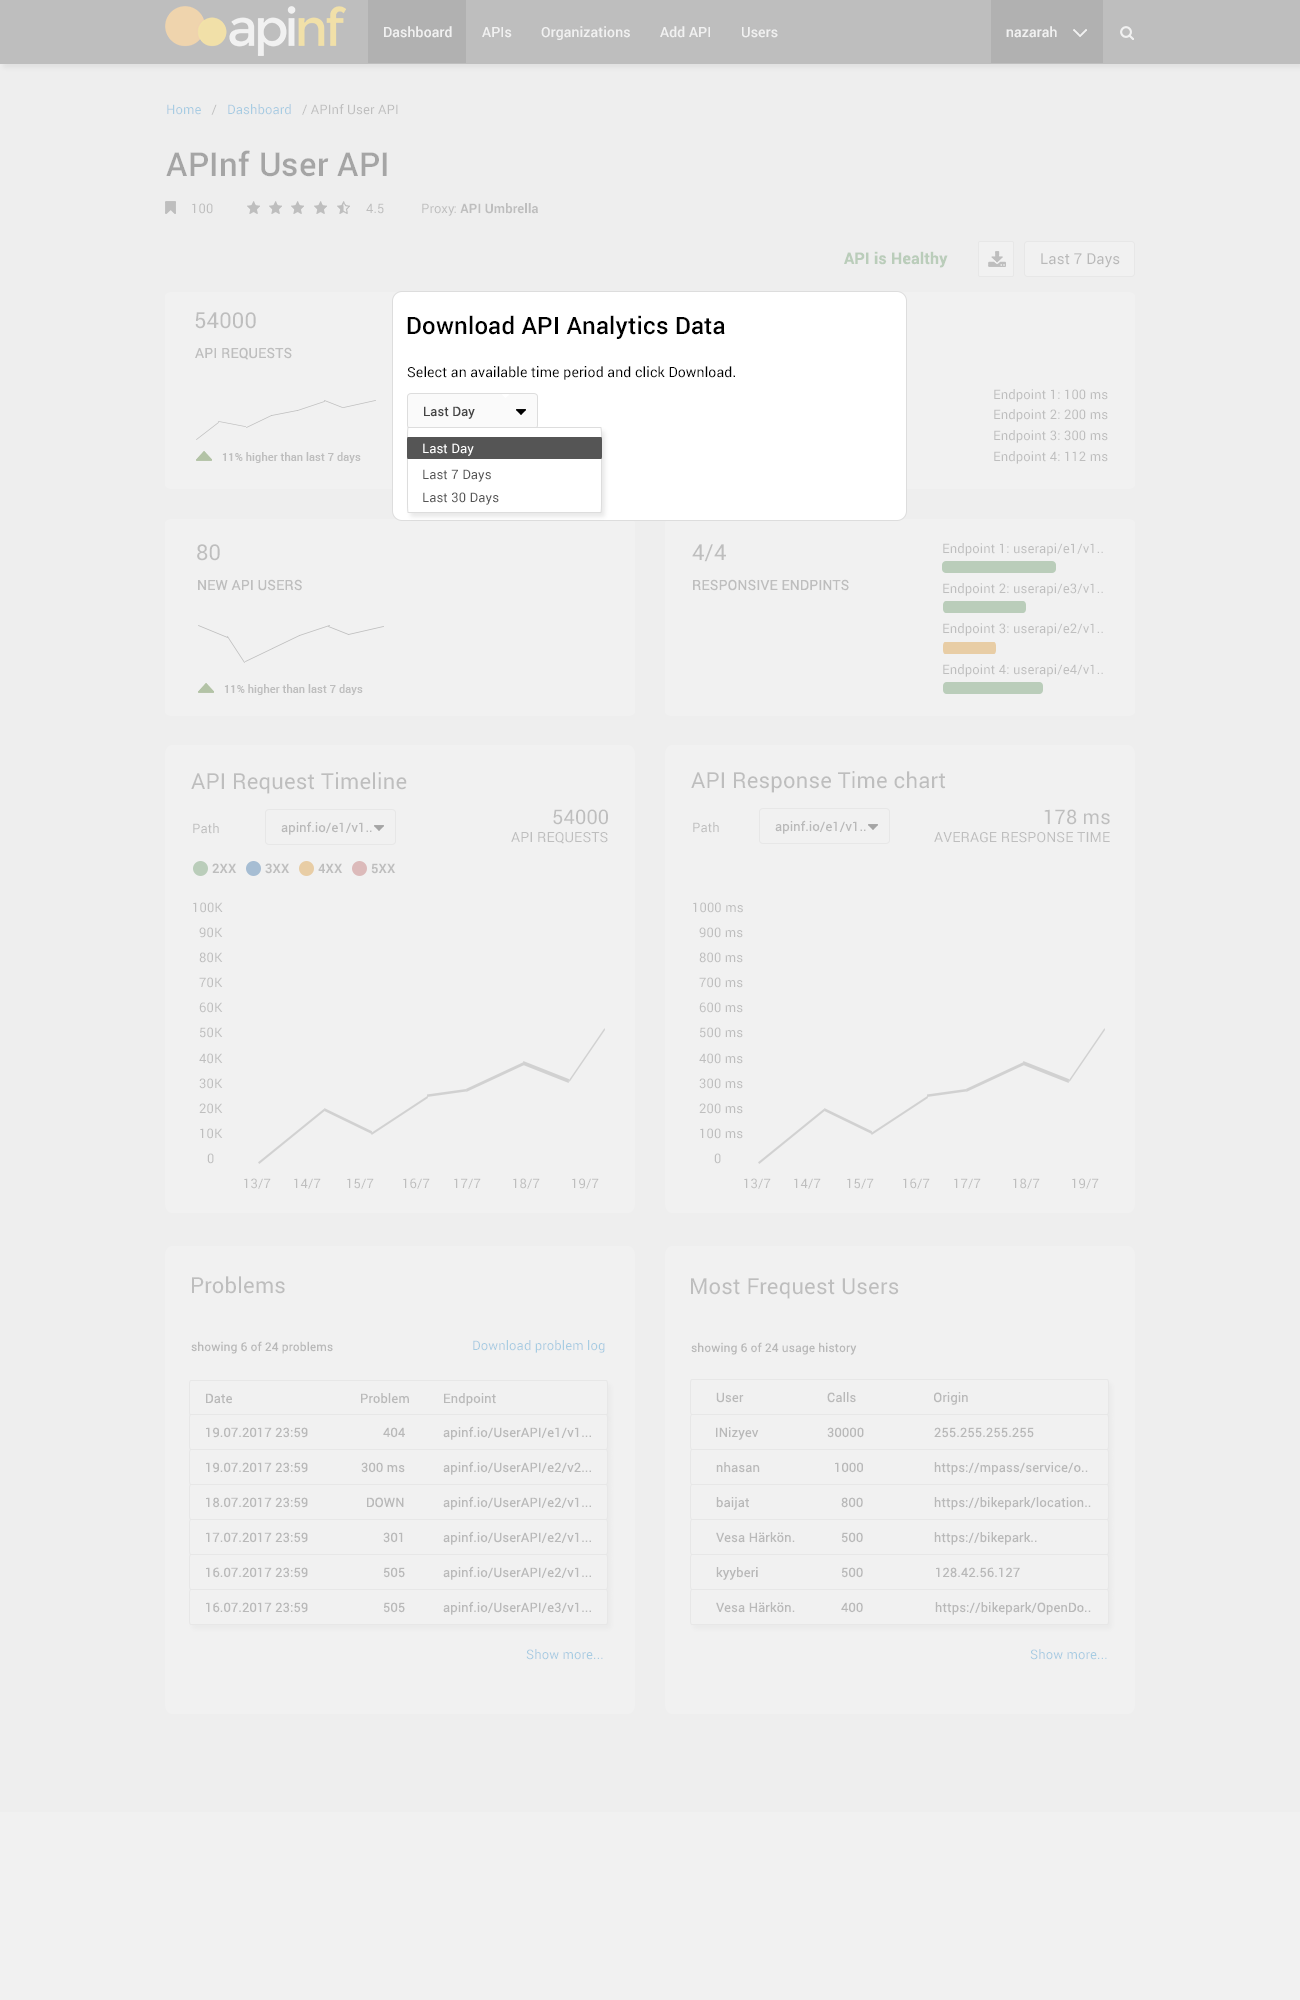 apinf
Dashboard APIs Organizations Add API Users nazarah
Home / Dashboard / APInf User API
APInf User API
100 4.5 Proxy: API Umbrella
API is Healthy Last 7 Days
54000
API REQUESTS
11% higher than last 7 days
Download API Analytics Data
Select an available time period and click Download.
Last Day
Last Day
Last 7 Days
Last 30 Days
Endpoint 1: 100 ms
Endpoint 2: 200 ms
Endpoint 3: 300 ms
Endpoint 4: 112 ms
80
NEW API USERS
11% higher than last 7 days
4/4
RESPONSIVE ENDPINTS
Endpoint 1: userapi/e1/v1..
Endpoint 2: userapi/e3/v1..
Endpoint 3: userapi/e2/v1..
Endpoint 4: userapi/e4/v1..
API Request Timeline
Path apinf.io/e1/v1..
54000
API REQUESTS
2XX 3XX 4XX 5XX
100K
90K
80K
70K
60K
50K
40K
30K
20K
10K
0
13/7 14/7 15/7 16/7 17/7 18/7 19/7
API Response Time chart
Path apinf.io/e1/v1..
178 ms
AVERAGE RESPONSE TIME
1000 ms
900 ms
800 ms
700 ms
600 ms
500 ms
400 ms
300 ms
200 ms
100 ms
0
13/7 14/7 15/7 16/7 17/7 18/7 19/7
Problems
showing 6 of 24 problems Download problem log
Date Problem Endpoint
19.07.2017 23:59 404 apinf.io/UserAPI/e1/v1...
19.07.2017 23:59 300 ms apinf.io/UserAPI/e2/v2...
18.07.2017 23:59 DOWN apinf.io/UserAPI/e2/v1...
17.07.2017 23:59 301 apinf.io/UserAPI/e2/v1...
16.07.2017 23:59 505 apinf.io/UserAPI/e2/v1...
16.07.2017 23:59 505 apinf.io/UserAPI/e3/v1...
Show more...
Most Frequest Users
showing 6 of 24 usage history
User Calls Origin
INizyev 30000 255.255.255.255
nhasan 1000 https://mpass/service/o..
baijat 800 https://bikepark/location..
Vesa Härkön. 500 https://bikepark..
kyyberi 500 128.42.56.127
Vesa Härkön. 400 https://bikepark/OpenDo..
Show more...